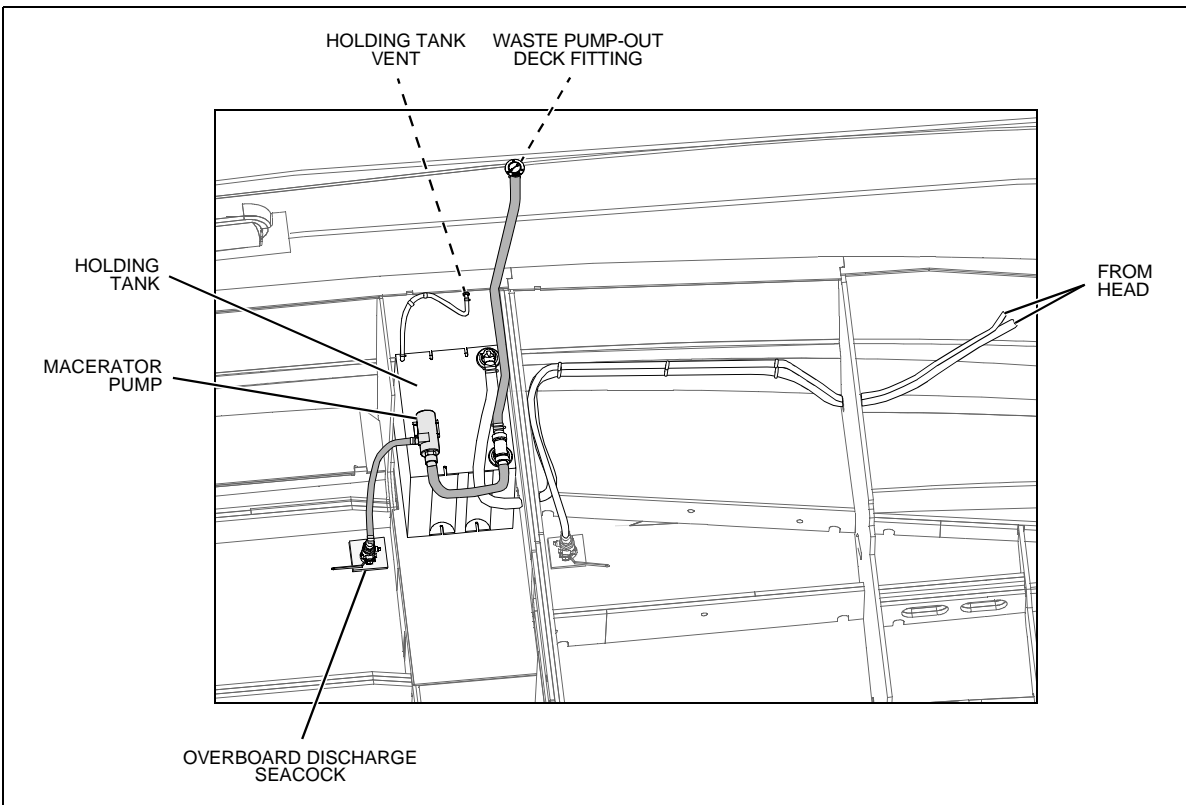 HOLDING TANK
VENT
WASTE PUMP-OUT
DECK FITTING
HOLDING
TANK
FROM
HEAD
MACERATOR
PUMP
OVERBOARD DISCHARGE
SEACOCK